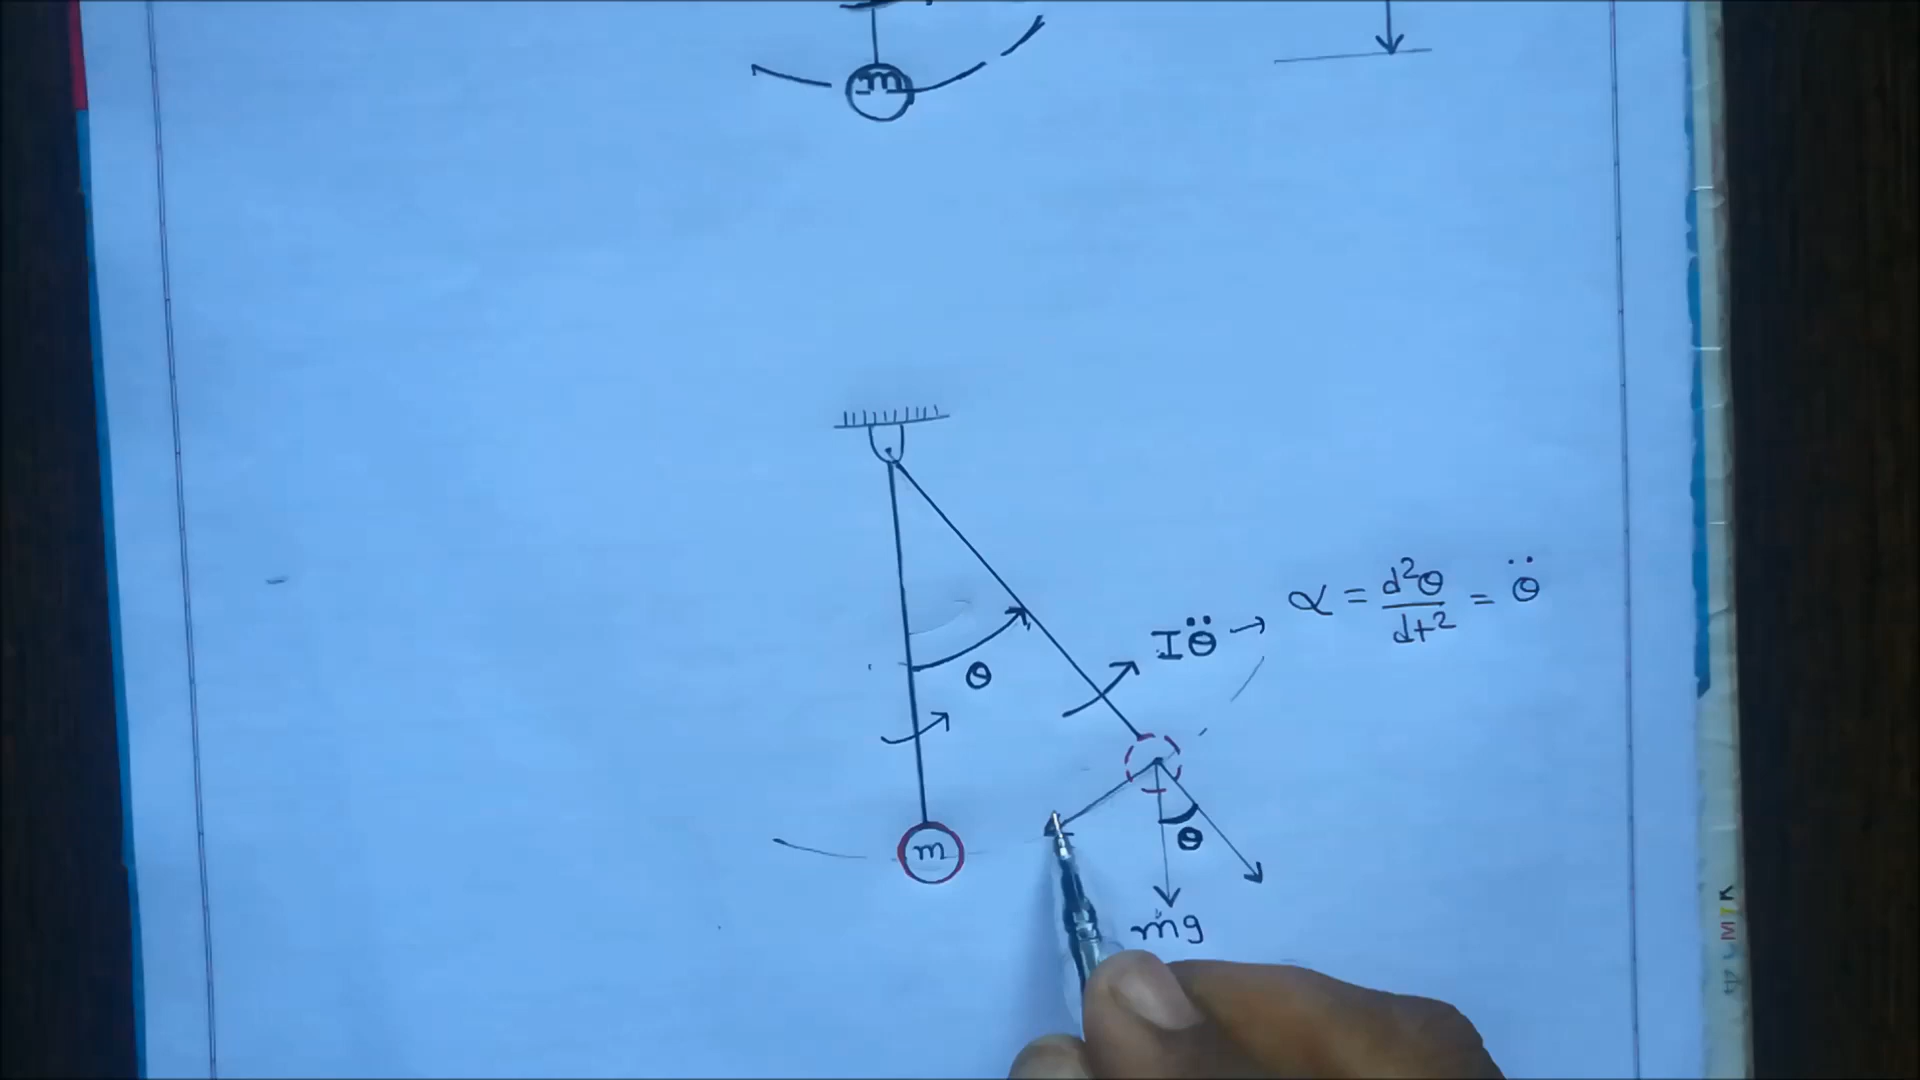 m
α = d²θ/dt² = θ̈
Iθ̈ →
θ
θ
m
mg